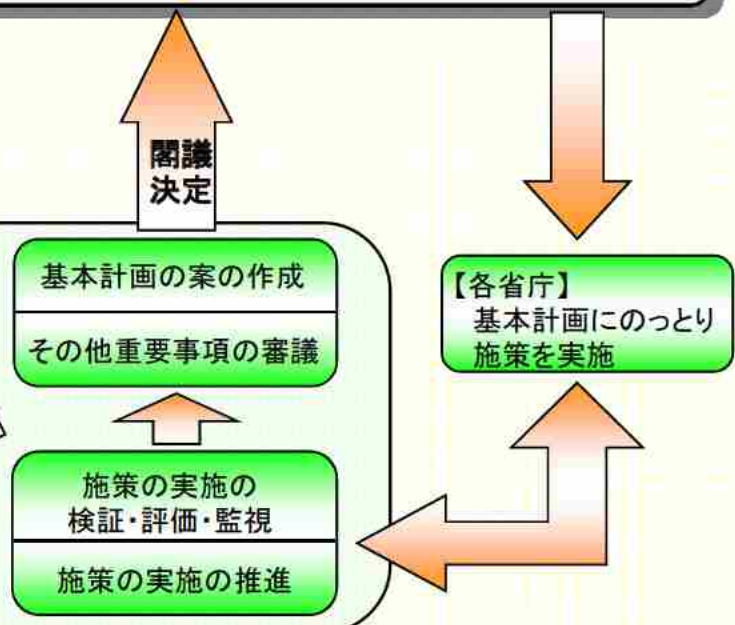 閣議
決定
基本計画の案の作成
その他重要事項の審議
【各省庁】
基本計画にのっとり
施策を実施
施策の実施の
検証・評価・監視
施策の実施の推進